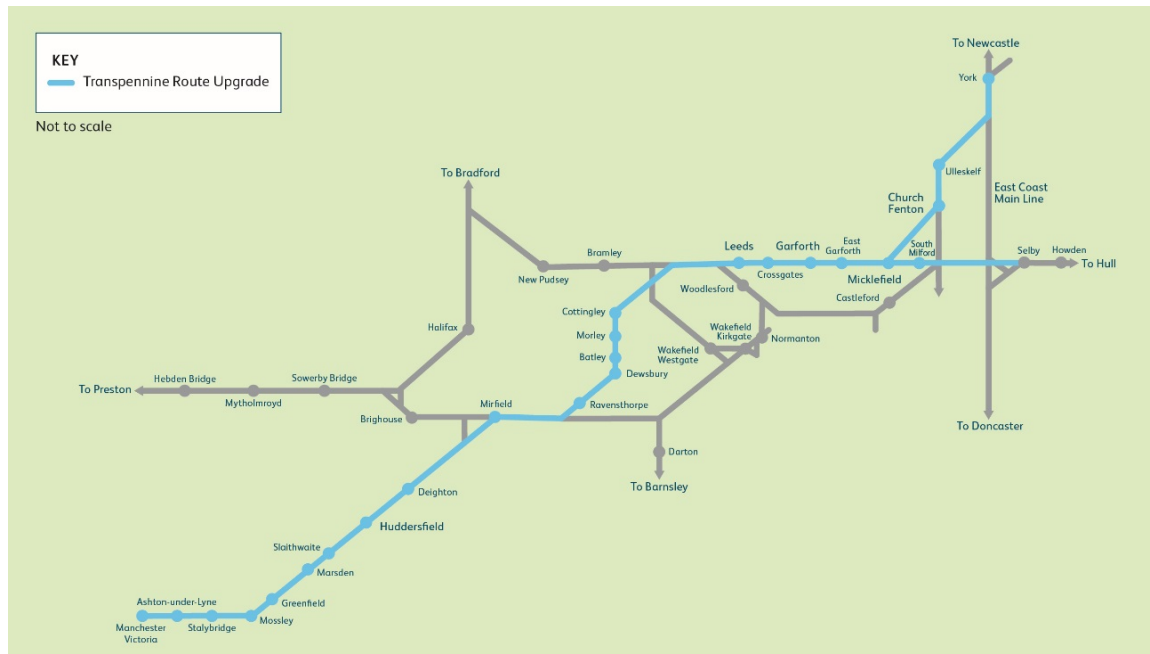 KEY
Transpennine Route Upgrade
Not to scale
To Newcastle
York
Ulleskelf
To Bradford
Church
Fenton
East Coast
Main Line
Leeds
Garforth
East
Garforth
South
Milford
Selby
Howden
Bramley
New Pudsey
Crossgates
Micklefield
To Hull
Woodlesford
Castleford
Cottingley
Halifax
Morley
Wakefield
Kirkgate
Normanton
Batley
Wakefield
Westgate
Dewsbury
To Preston
Hebden Bridge
Mytholmroyd
Sowerby Bridge
Mirfield
Ravensthorpe
Brighouse
To Doncaster
Darton
To Barnsley
Deighton
Huddersfield
Slaithwaite
Marsden
Ashton-under-Lyne
Greenfield
Manchester
Victoria
Stalybridge
Mossley